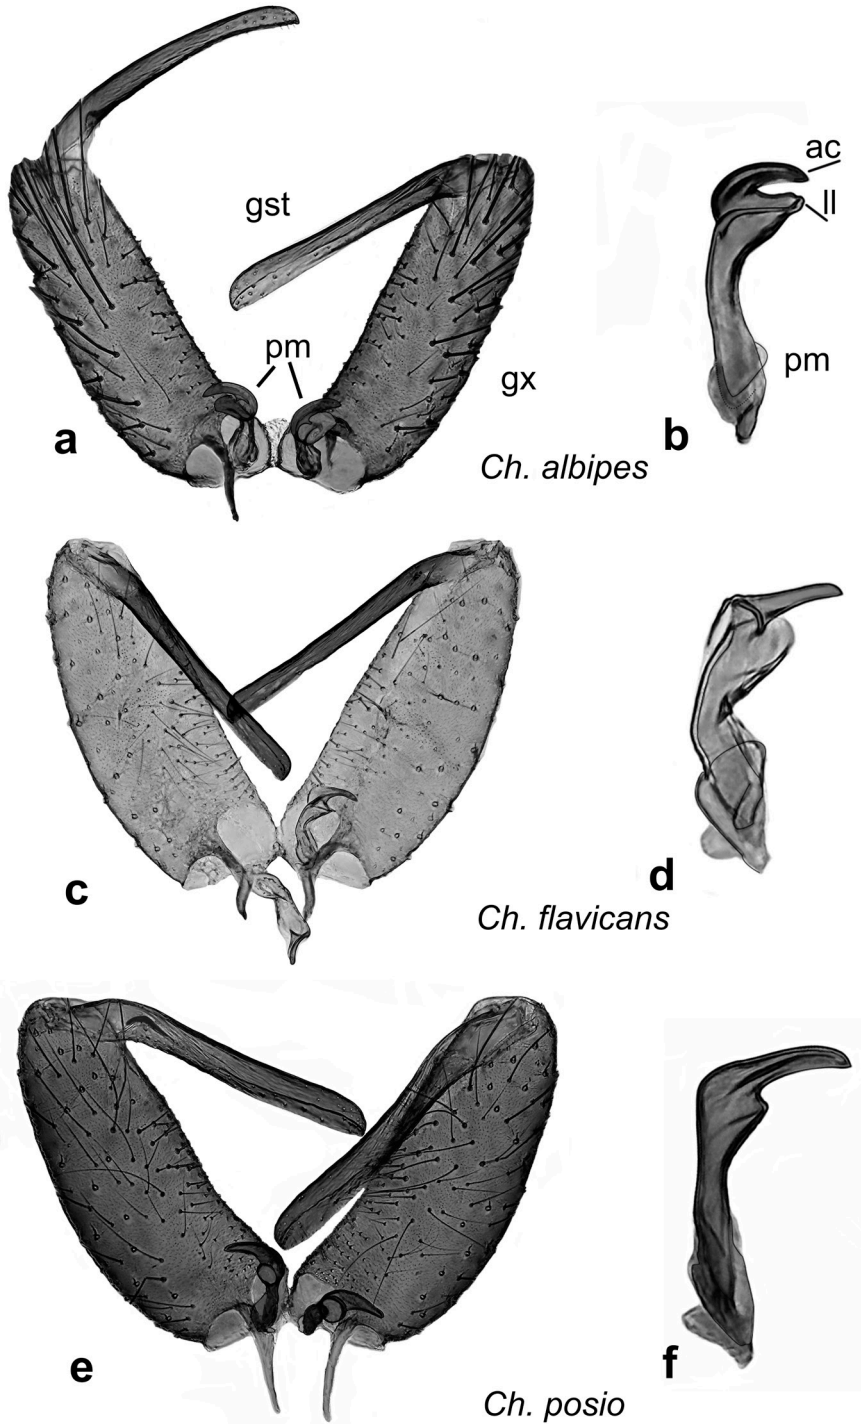 ac
gst
ll
pm
pm
gx
a
b
Ch. albipes
c
d
Ch. flavicans
e
f
Ch. posio